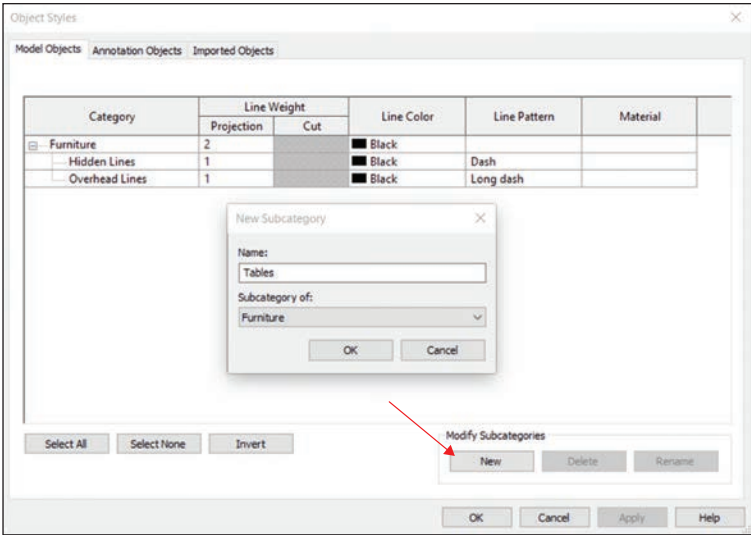 Object Styles
Model Objects Annotation Objects Imported Objects
Category Line Weight Line Color Line Pattern Material
Projection Cut
Furniture 2 Black
Hidden Lines 1 Black Dash
Overhead Lines 1 Black Long dash
New Subcategory
Name:
Tables
Subcategory of:
Furniture
OK Cancel
Select All Select None Invert
Modify Subcategories
New Delete Rename
OK Cancel Apply Help